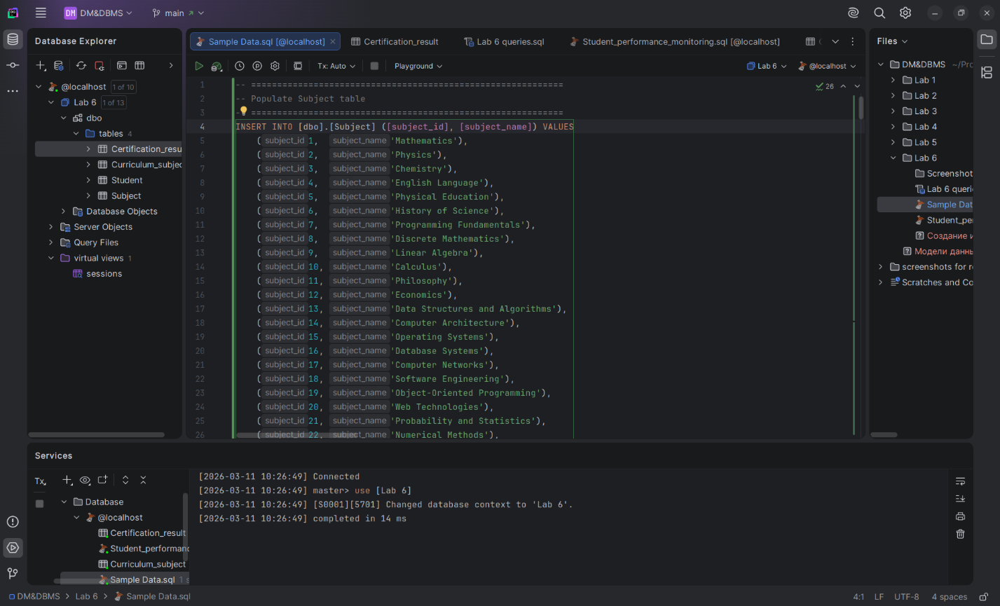 DM DM&DBMS main
Database Explorer
@localhost 1 of 10
Lab 6 1 of 13
dbo
tables 4
Certification_resu
Curriculum_subjec
Student
Subject
Database Objects
Server Objects
Query Files
virtual views 1
sessions
Sample Data.sql [@localhost] Certification_result Lab 6 queries.sql Student_performance_monitoring.sql [@localhost]
Tx: Auto Playground Lab 6 @localhost
26
1 -- ============================================================
2 -- Populate Subject table
3 -- ============================================================
4 INSERT INTO [dbo].[Subject] ([subject_id], [subject_name]) VALUES
5 ( subject_id 1, subject_name 'Mathematics'),
6 ( subject_id 2, subject_name 'Physics'),
7 ( subject_id 3, subject_name 'Chemistry'),
8 ( subject_id 4, subject_name 'English Language'),
9 ( subject_id 5, subject_name 'Physical Education'),
10 ( subject_id 6, subject_name 'History of Science'),
11 ( subject_id 7, subject_name 'Programming Fundamentals'),
12 ( subject_id 8, subject_name 'Discrete Mathematics'),
13 ( subject_id 9, subject_name 'Linear Algebra'),
14 ( subject_id 10, subject_name 'Calculus'),
15 ( subject_id 11, subject_name 'Philosophy'),
16 ( subject_id 12, subject_name 'Economics'),
17 ( subject_id 13, subject_name 'Data Structures and Algorithms'),
18 ( subject_id 14, subject_name 'Computer Architecture'),
19 ( subject_id 15, subject_name 'Operating Systems'),
20 ( subject_id 16, subject_name 'Database Systems'),
21 ( subject_id 17, subject_name 'Computer Networks'),
22 ( subject_id 18, subject_name 'Software Engineering'),
23 ( subject_id 19, subject_name 'Object-Oriented Programming'),
24 ( subject_id 20, subject_name 'Web Technologies'),
25 ( subject_id 21, subject_name 'Probability and Statistics'),
26 ( subject_id 22, subject_name 'Numerical Methods'),
Files
DM&DBMS ~/Pro
Lab 1
Lab 2
Lab 3
Lab 4
Lab 5
Lab 6
Screenshot
Lab 6 queri
Sample Dat
Student_per
Создание и
Модели данны
screenshots for re
Scratches and Co
Services
Tx
Database
@localhost
Certification_result
Student_performanc
Curriculum_subject
Sample Data.sql 1 s
[2026-03-11 10:26:49] Connected
[2026-03-11 10:26:49] master> use [Lab 6]
[2026-03-11 10:26:49] [S0001][5701] Changed database context to 'Lab 6'.
[2026-03-11 10:26:49] completed in 14 ms
DM&DBMS > Lab 6 > Sample Data.sql
4:1 LF UTF-8 4 spaces